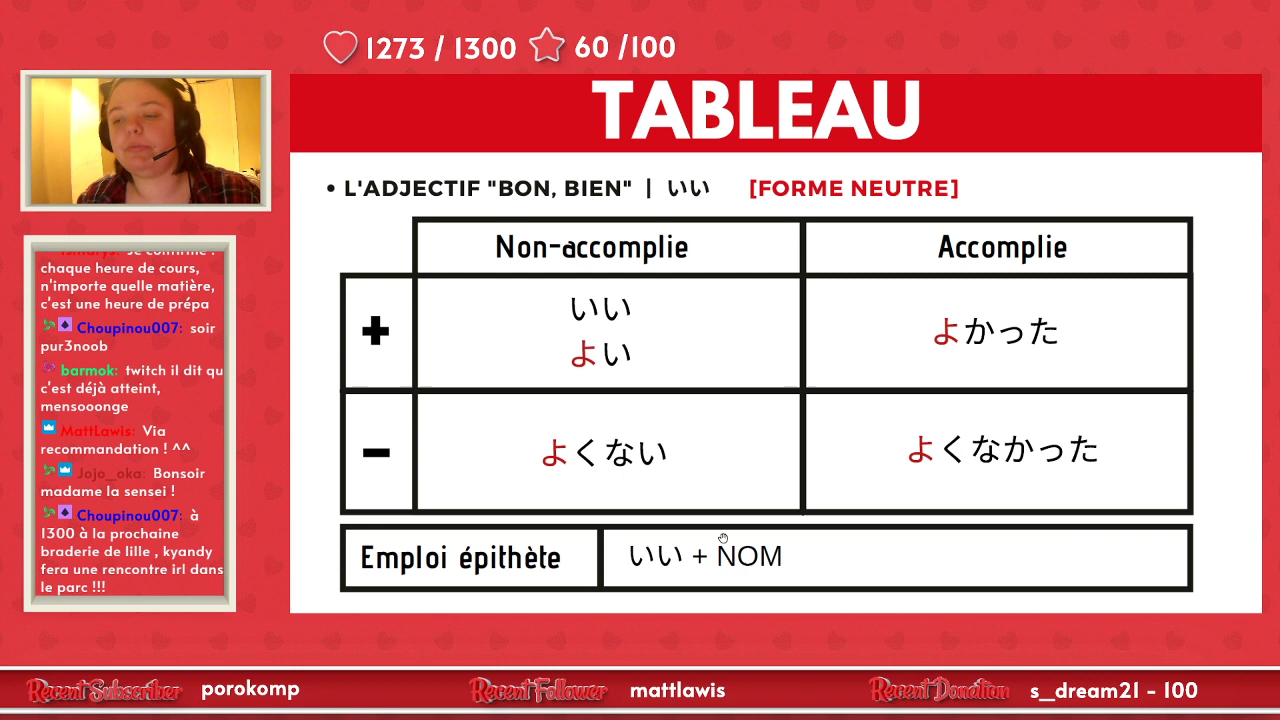 1273 / 1300 60 /100
TABLEAU
• L'ADJECTIF "BON, BIEN" | いい [FORME NEUTRE]
Non-accomplie Accomplie
+ いい
よい
よかった
- よくない よくなかった
Emploi épithète いい + NOM
chaque heure de cours,
n'importe quelle matière,
c'est une heure de prépa
Choupinou007: soir
pur3noob
barmok: twitch il dit qu
c'est déjà atteint,
mensooonge
MattLawis: Via
recommandation ! ^^
Jojo_oka: Bonsoir
madame la sensei !
Choupinou007: à
1300 à la prochaine
braderie de lille , kyandy
fera une rencontre irl dans
le parc !!!
Recent Subscriber porokomp
Recent Follower mattlawis
Recent Donation s_dream21 - 100